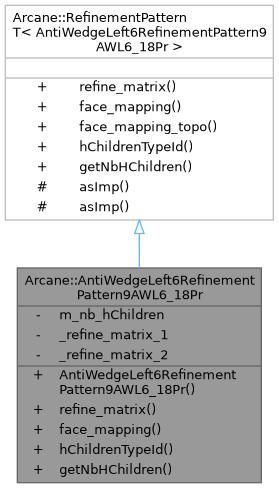 Arcane::RefinementPattern
T< AntiWedgeLeft6RefinementPattern9
AWL6_18Pr >
+ refine_matrix()
+ face_mapping()
+ face_mapping_topo()
+ hChildrenTypeId()
+ getNbHChildren()
# asImp()
# asImp()
Arcane::AntiWedgeLeft6Refinement
Pattern9AWL6_18Pr
- m_nb_hChildren
- _refine_matrix_1
- _refine_matrix_2
+ AntiWedgeLeft6Refinement
Pattern9AWL6_18Pr()
+ refine_matrix()
+ face_mapping()
+ hChildrenTypeId()
+ getNbHChildren()